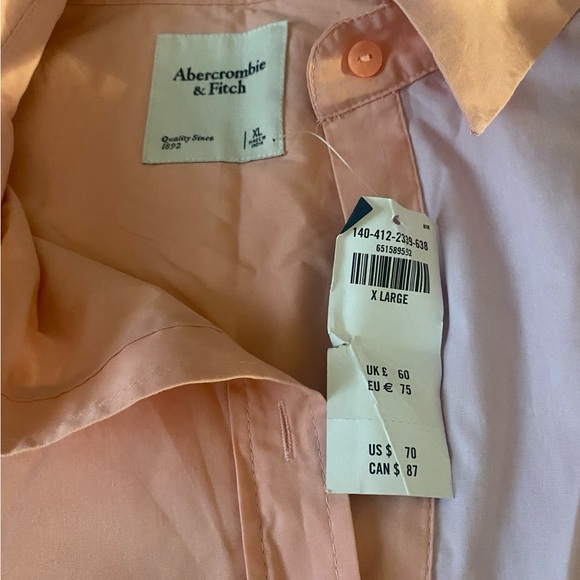 Abercrombie
& Fitch
Quality Since
1892
XL
140-412-2339-638
651589592
X LARGE
UK £ 60
EU € 75
US $ 70
CAN $ 87